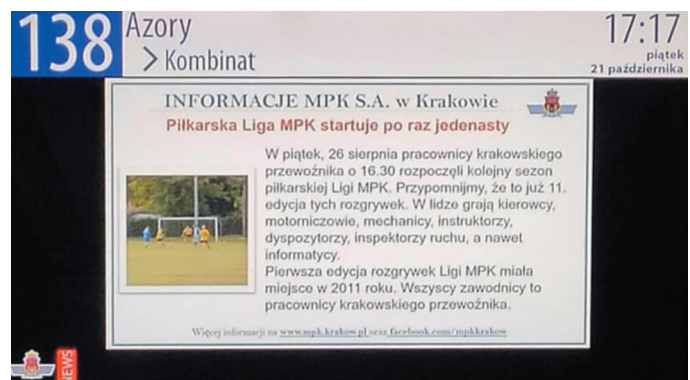 138
Azory
> Kombinat
17:17
piątek
21 października
INFORMACJE MPK S.A. w Krakowie
Piłkarska Liga MPK startuje po raz jedenasty
W piątek, 26 sierpnia pracownicy krakowskiego
przewoźnika o 16.30 rozpoczęli kolejny sezon
piłkarskiej Ligi MPK. Przypomnijmy, że to już 11.
edycja tych rozgrywek. W lidze grają kierowcy,
motorniczowie, mechanicy, instruktorzy,
dyspozytorzy, inspektorzy ruchu, a nawet
informatycy.
Pierwsza edycja rozgrywek Ligi MPK miała
miejsce w 2011 roku. Wszyscy zawodnicy to
pracownicy krakowskiego przewoźnika.
Więcej informacji na www.mpk.krakow.pl oraz facebook.com/mpkkrakow
NEWS